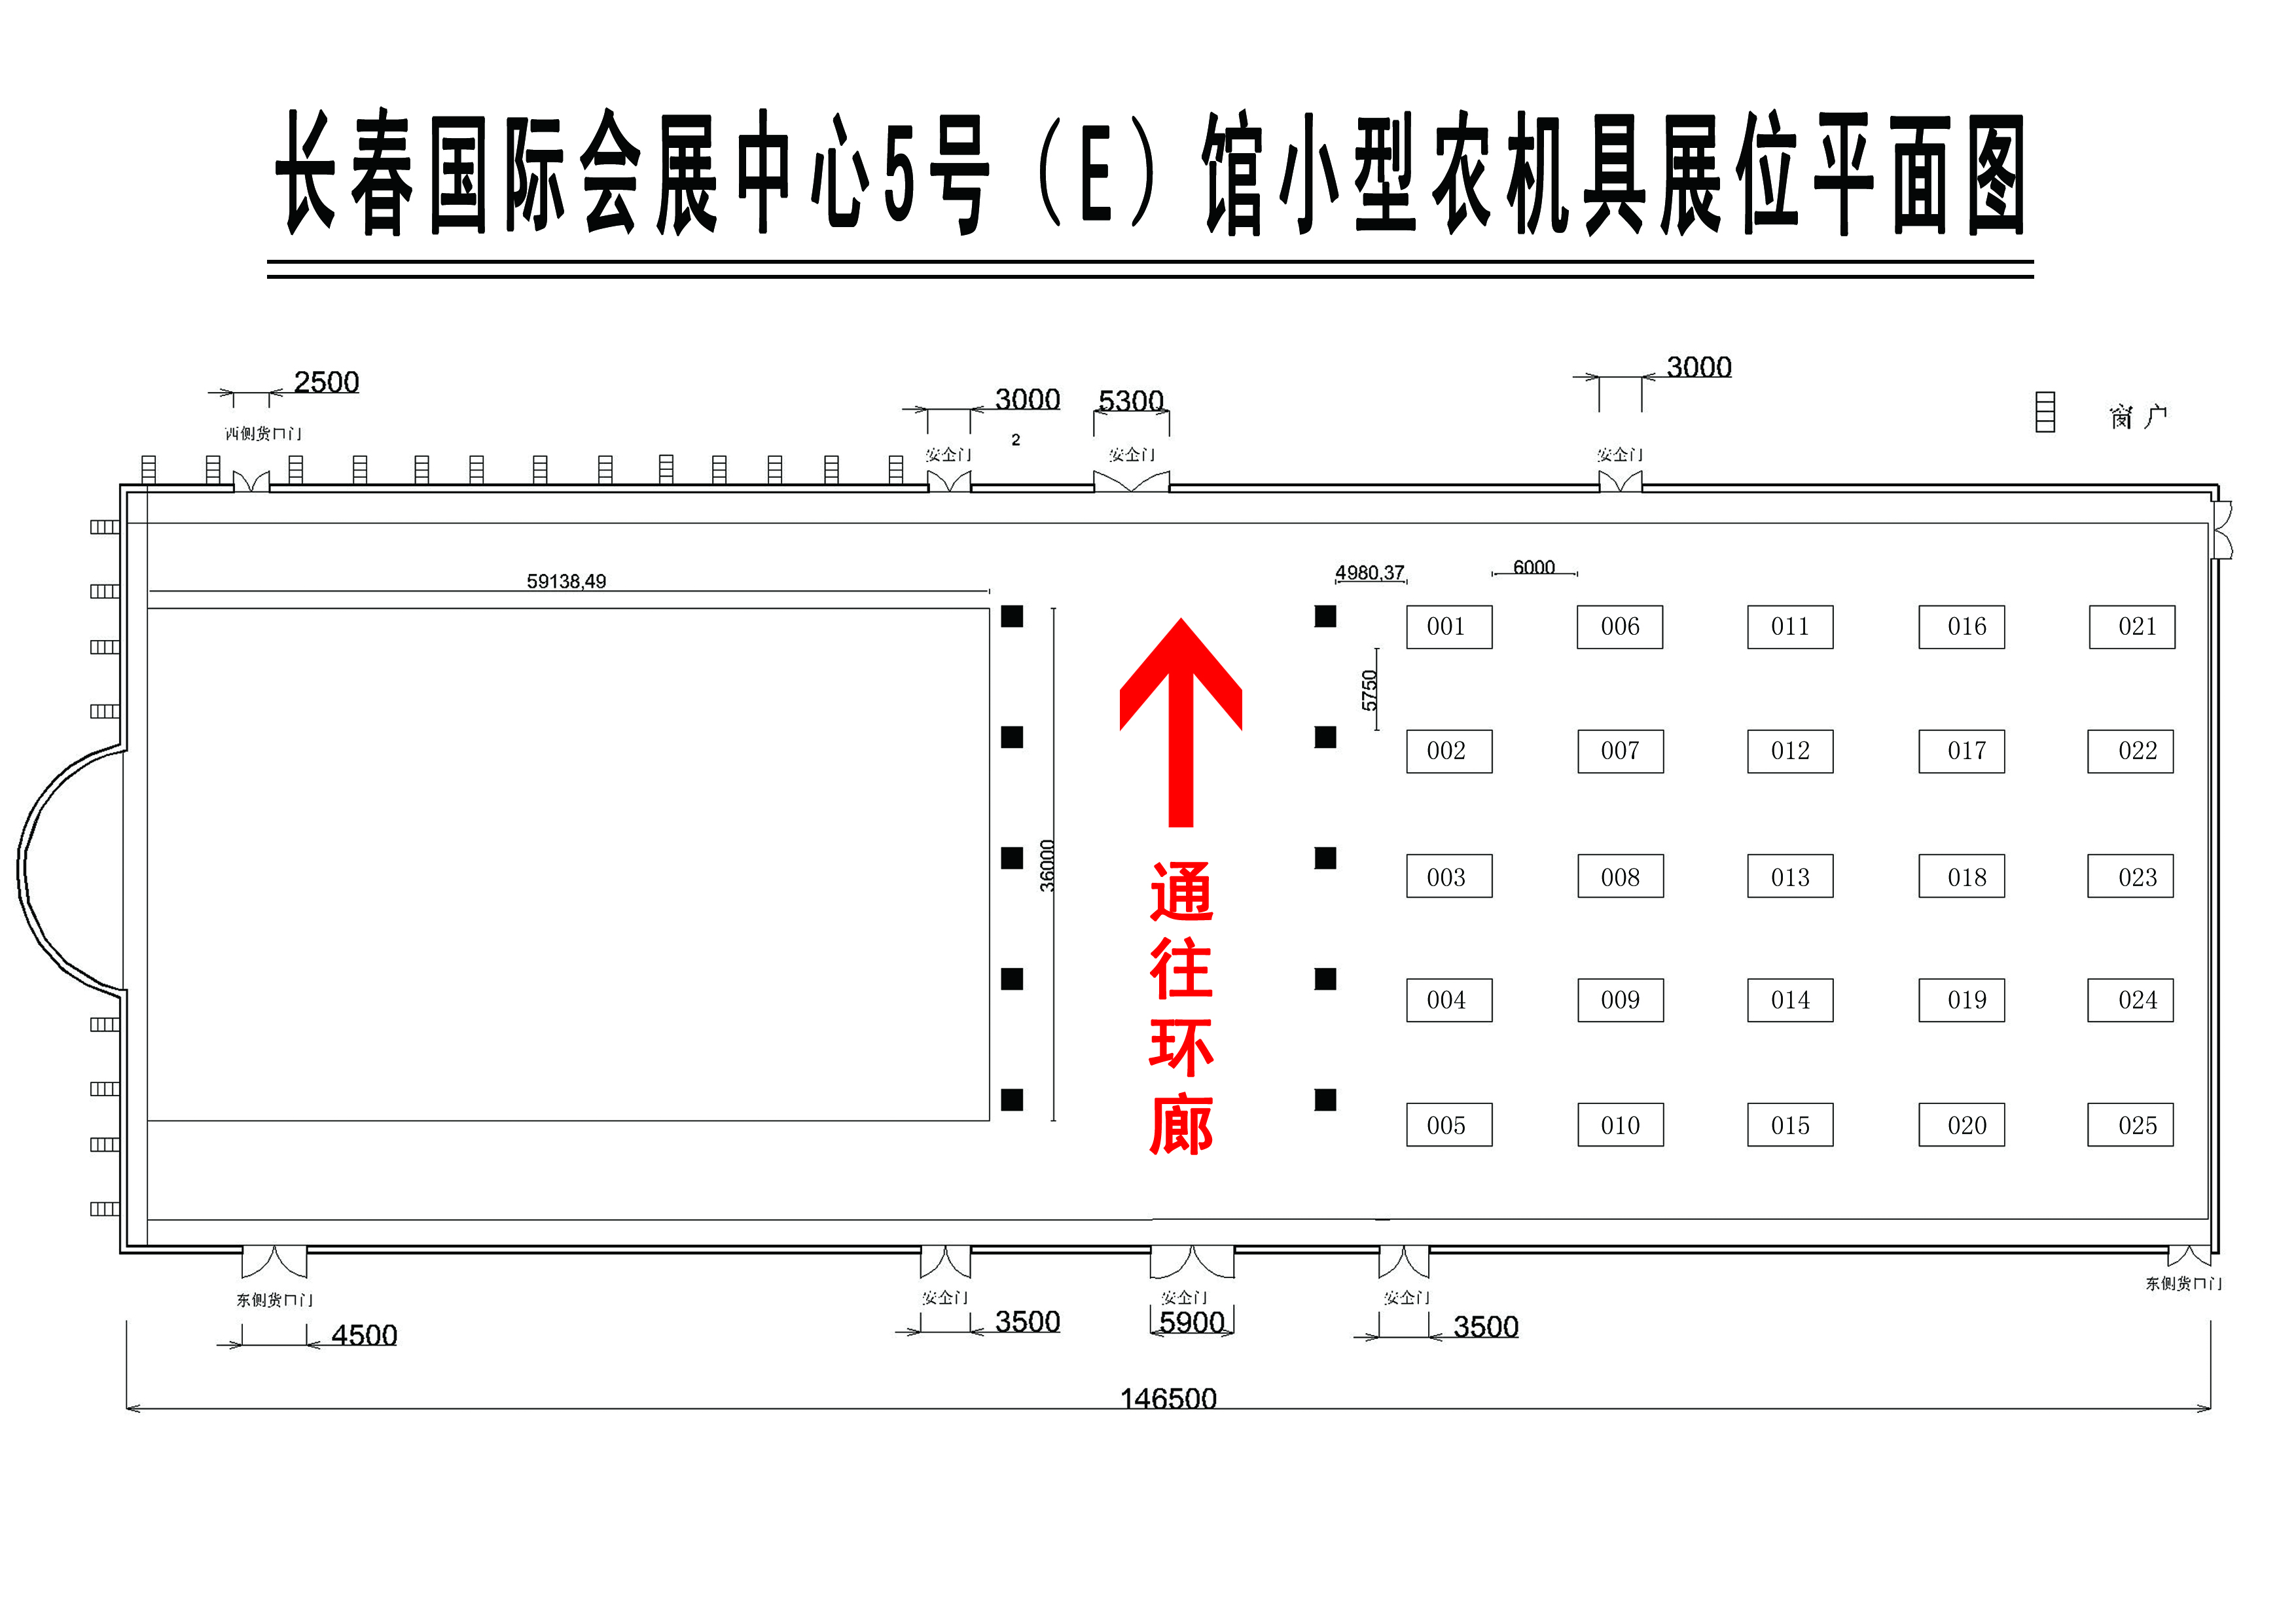 长春国际会展中心5号（E）馆小型农机具展位平面图
2500
3000
5300
3000
2
西侧货口门
安全门
安全门
安全门
窗户
59138,49
4980,37
6000
5750
36000
001 006 011 016 021
002 007 012 017 022
003 008 013 018 023
004 009 014 019 024
005 010 015 020 025
通往环廊
东侧货口门
安全门
安全门
安全门
东侧货口门
4500
3500
5900
3500
146500